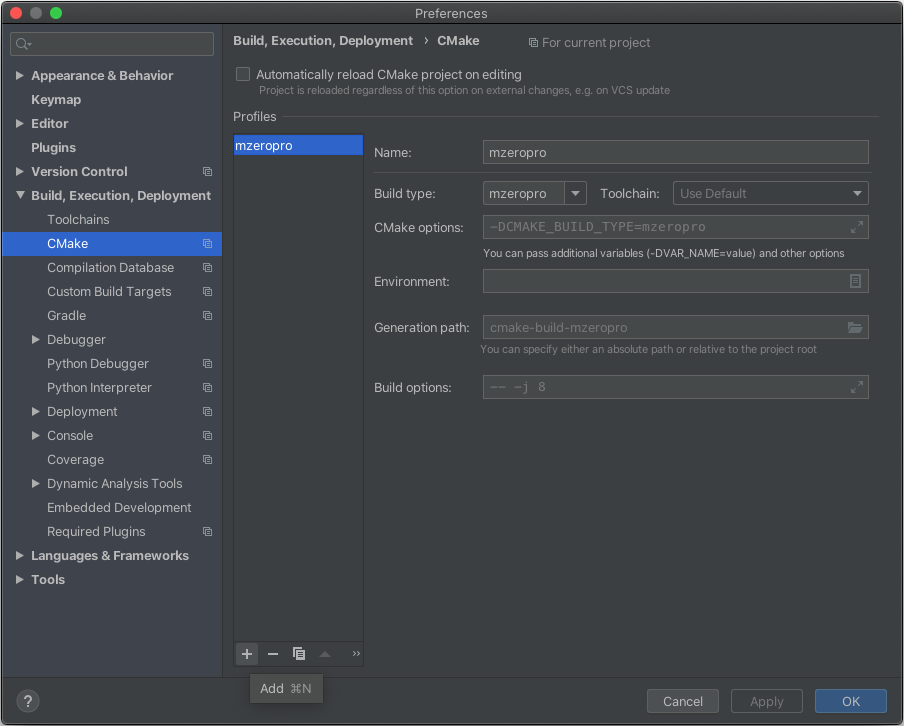 Preferences
Build, Execution, Deployment › CMake For current project
Appearance & Behavior
Keymap
Editor
Plugins
Version Control
Build, Execution, Deployment
Toolchains
CMake
Compilation Database
Custom Build Targets
Gradle
Debugger
Python Debugger
Python Interpreter
Deployment
Console
Coverage
Dynamic Analysis Tools
Embedded Development
Required Plugins
Languages & Frameworks
Tools
Automatically reload CMake project on editing
Project is reloaded regardless of this option on external changes, e.g. on VCS update
Profiles
mzeropro
Name: mzeropro
Build type: mzeropro Toolchain: Use Default
CMake options: -DCMAKE_BUILD_TYPE=mzeropro
You can pass additional variables (-DVAR_NAME=value) and other options
Environment:
Generation path: cmake-build-mzeropro
You can specify either an absolute path or relative to the project root
Build options: -- -j 8
Add ⌘N
? Cancel Apply OK